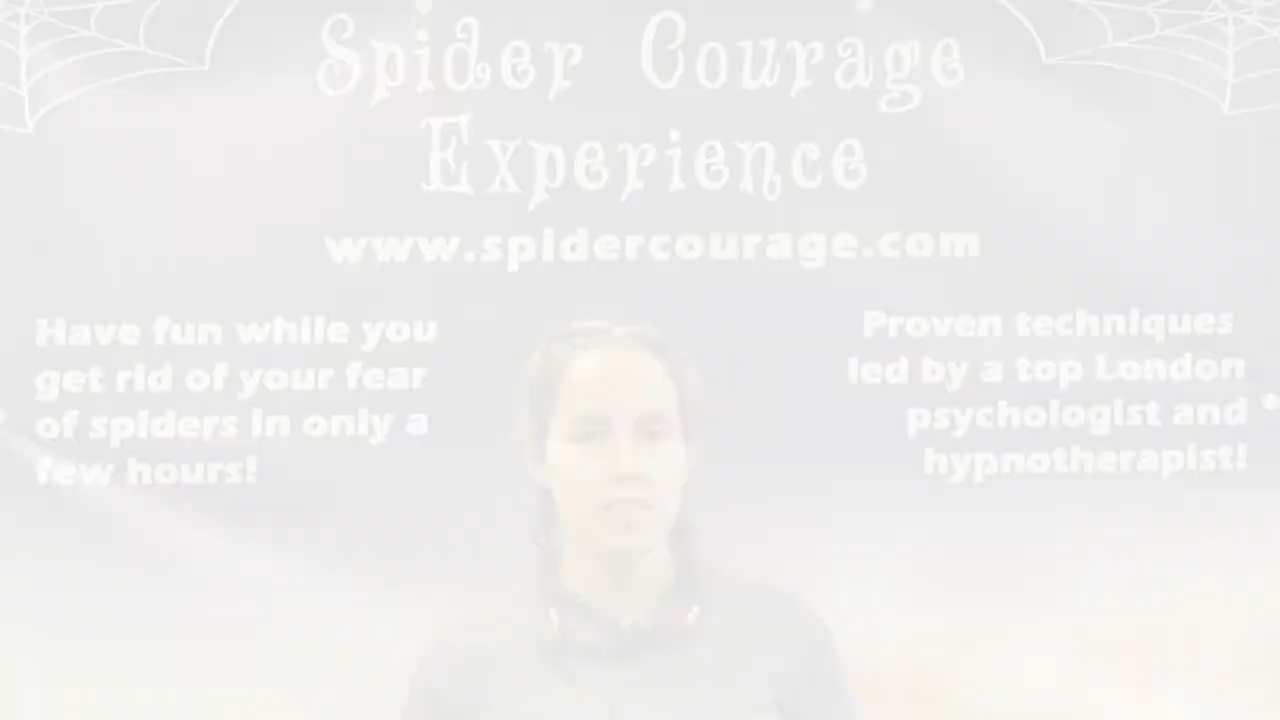 Spider Courage
Experience
www.spidercourage.com
Have fun while you
get rid of your fear
of spiders in only a
few hours!
Proven techniques
led by a top London
psychologist and
hypnotherapist!